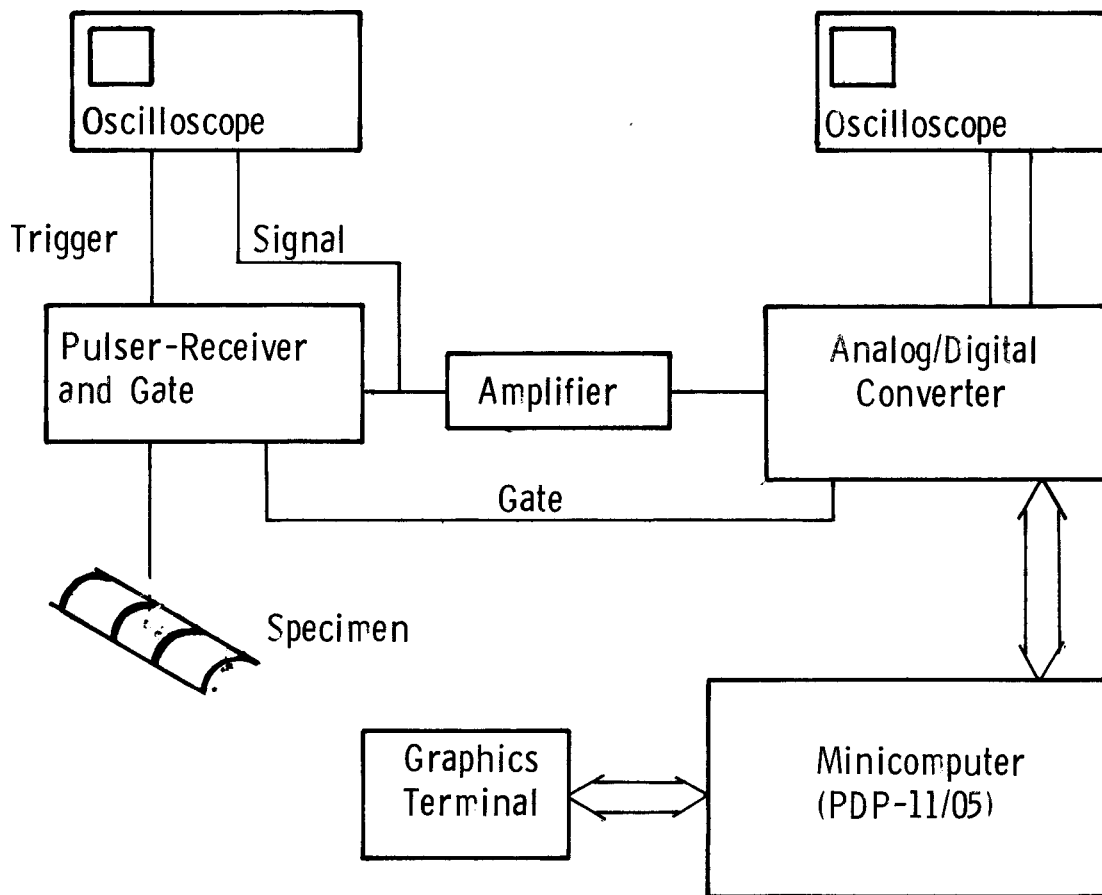 Oscilloscope
Oscilloscope
Trigger
Signal
Pulser-Receiver
and Gate
Amplifier
Analog/Digital
Converter
Gate
Specimen
Graphics
Terminal
Minicomputer
(PDP-11/05)